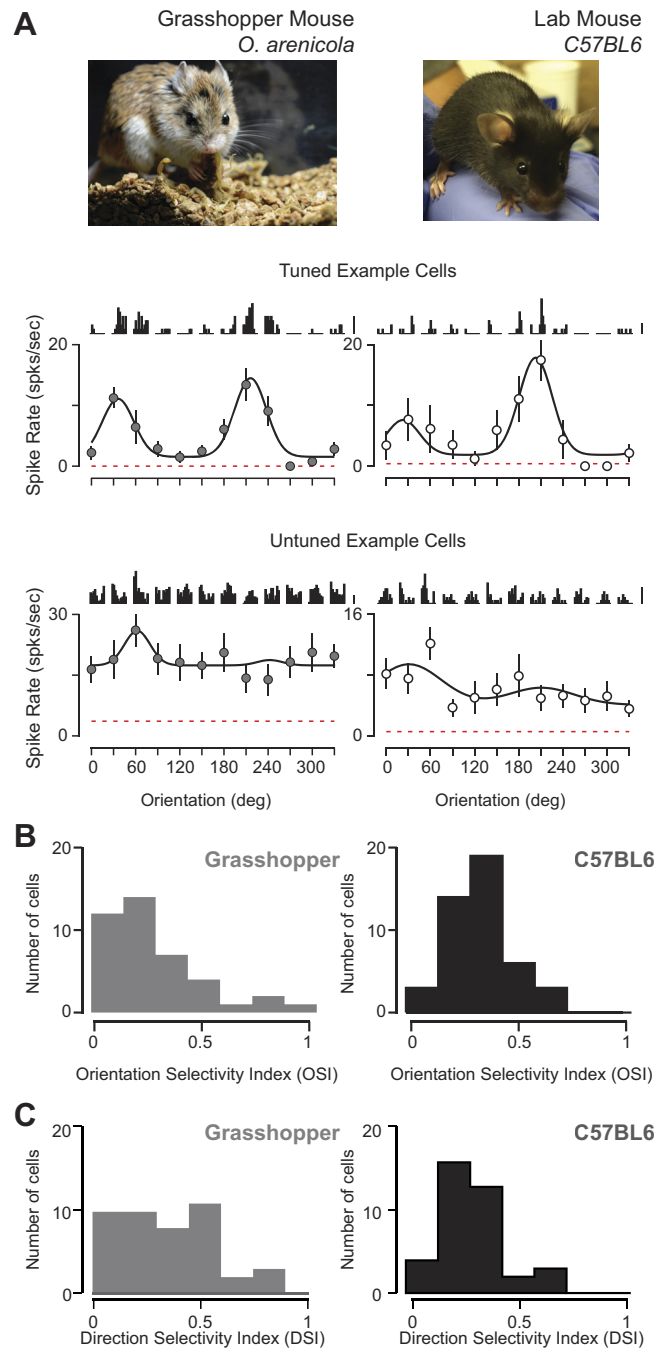 A
Grasshopper Mouse
O. arenicola
Lab Mouse
C57BL6
Tuned Example Cells
Spike Rate (spks/sec)
20
0
20
0
Untuned Example Cells
Spike Rate (spks/sec)
30
0
16
0
0 60 120 180 240 300
0 60 120 180 240 300
Orientation (deg)
Orientation (deg)
B
Grasshopper
Number of cells
20
10
0
0 0.5 1
Orientation Selectivity Index (OSI)
C57BL6
Number of cells
20
10
0
0 0.5 1
Orientation Selectivity Index (OSI)
C
Grasshopper
Number of cells
20
10
0
0 0.5 1
Direction Selectivity Index (DSI)
C57BL6
Number of cells
20
10
0
0 0.5 1
Direction Selectivity Index (DSI)